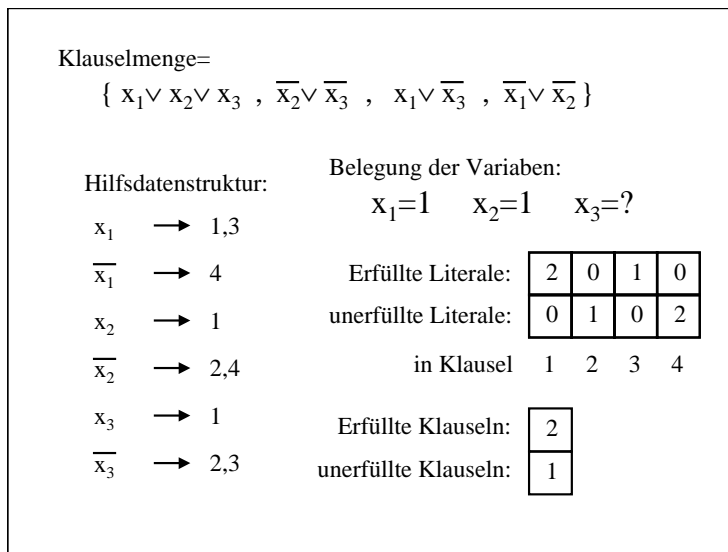 Klauselmenge=
{ x₁∨ x₂∨ x₃ , x̅₂∨ x̅₃ , x₁∨ x̅₃ , x̅₁∨ x̅₂ }
Hilfsdatenstruktur:
x₁ → 1,3
x̅₁ → 4
x₂ → 1
x̅₂ → 2,4
x₃ → 1
x̅₃ → 2,3
Belegung der Variaben:
x₁=1 x₂=1 x₃=?
Erfüllte Literale: 2 0 1 0
unerfüllte Literale: 0 1 0 2
in Klausel 1 2 3 4
Erfüllte Klauseln: 2
unerfüllte Klauseln: 1